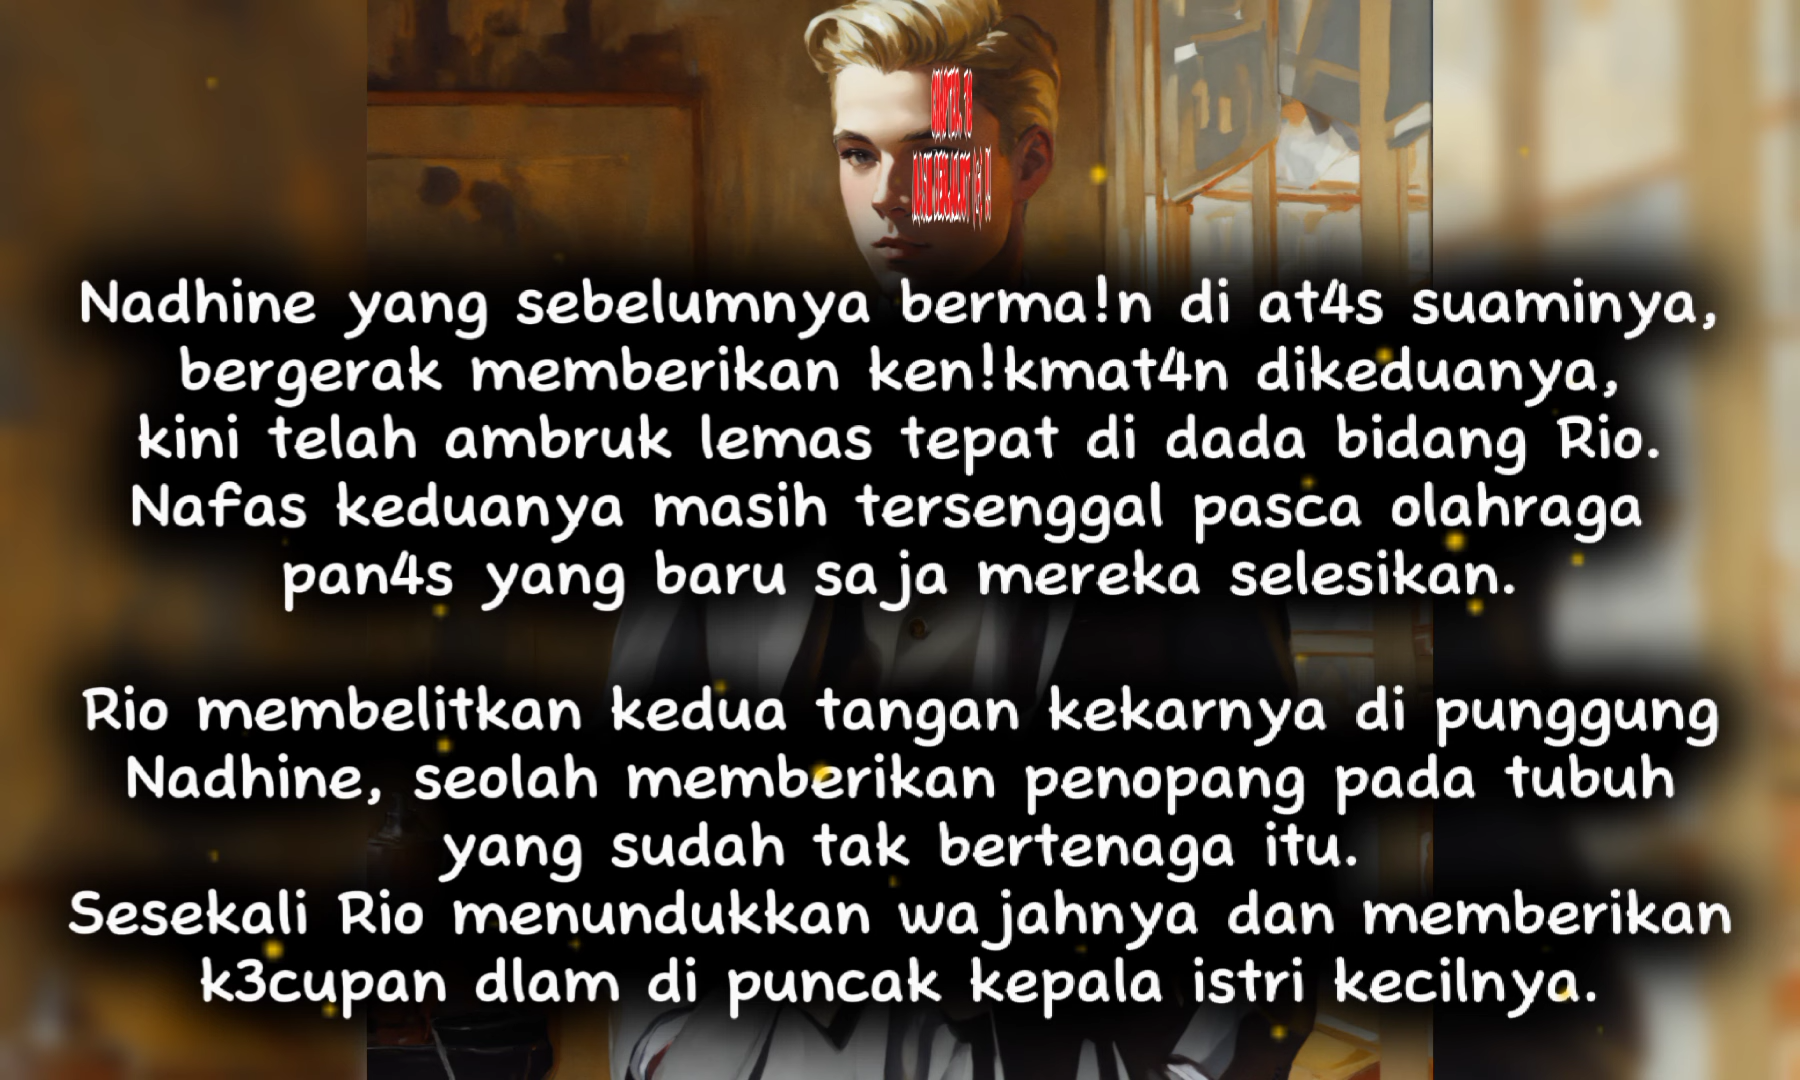 Nadhine yang sebelumnya berma!n di at4s suaminya,
bergerak memberikan ken!kmat4n dikeduanya,
kini telah ambruk lemas tepat di dada bidang Rio.
Nafas keduanya masih tersenggal pasca olahraga
pan4s yang baru saja mereka selesikan.
Rio membelitkan kedua tangan kekarnya di punggung
Nadhine, seolah memberikan penopang pada tubuh
yang sudah tak bertenaga itu.
Sesekali Rio menundukkan wajahnya dan memberikan
k3cupan dlam di puncak kepala istri kecilnya.